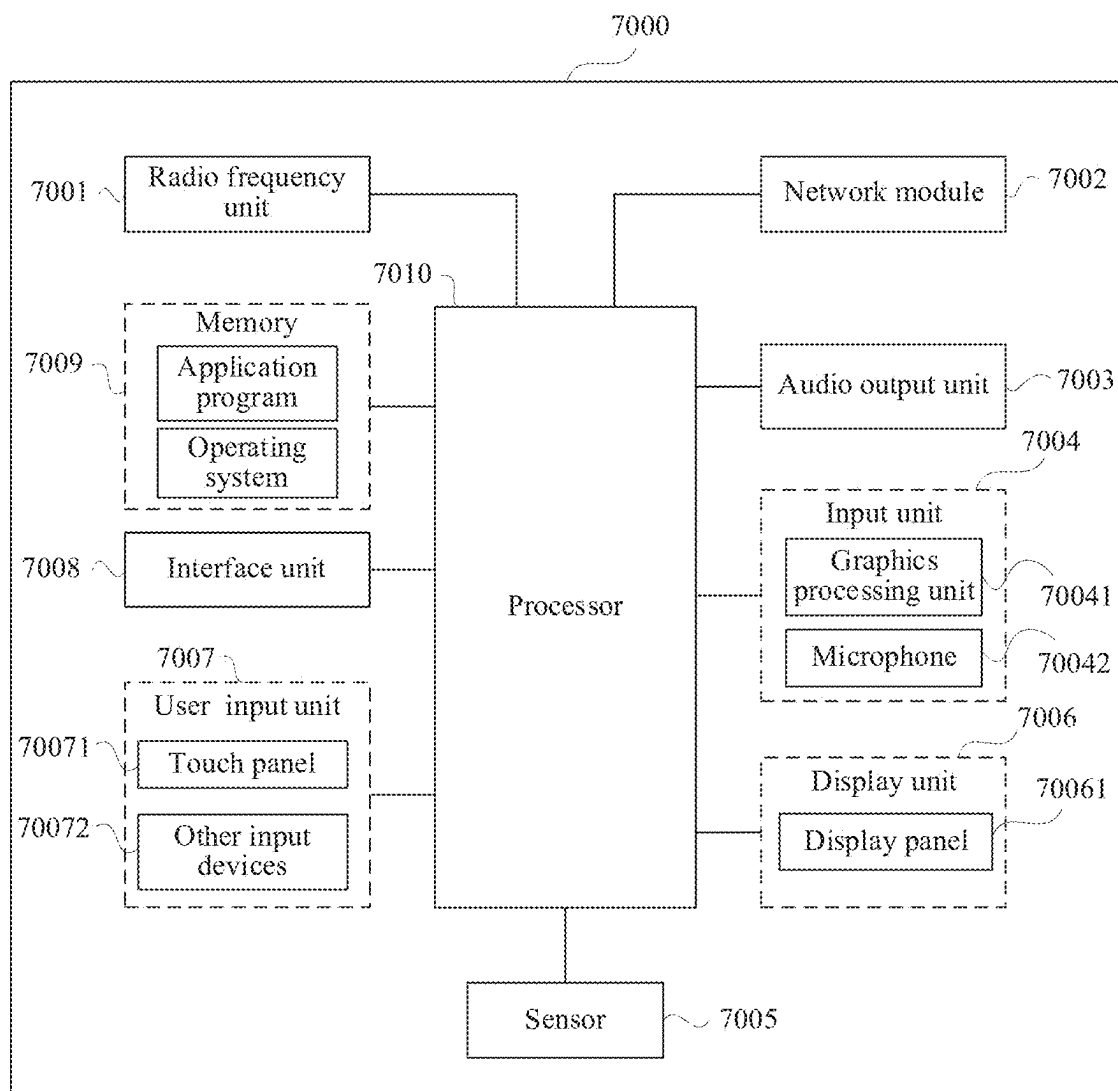 7000
7001
Radio frequency
unit
Network module
7002
7010
7009
Memory
Application
program
Operating
system
Audio output unit
7003
7004
Input unit
Graphics
processing unit
70041
Microphone
70042
7008
Interface unit
Processor
7007
User input unit
70071
Touch panel
70072
Other input
devices
7006
Display unit
70061
Display panel
Sensor
7005